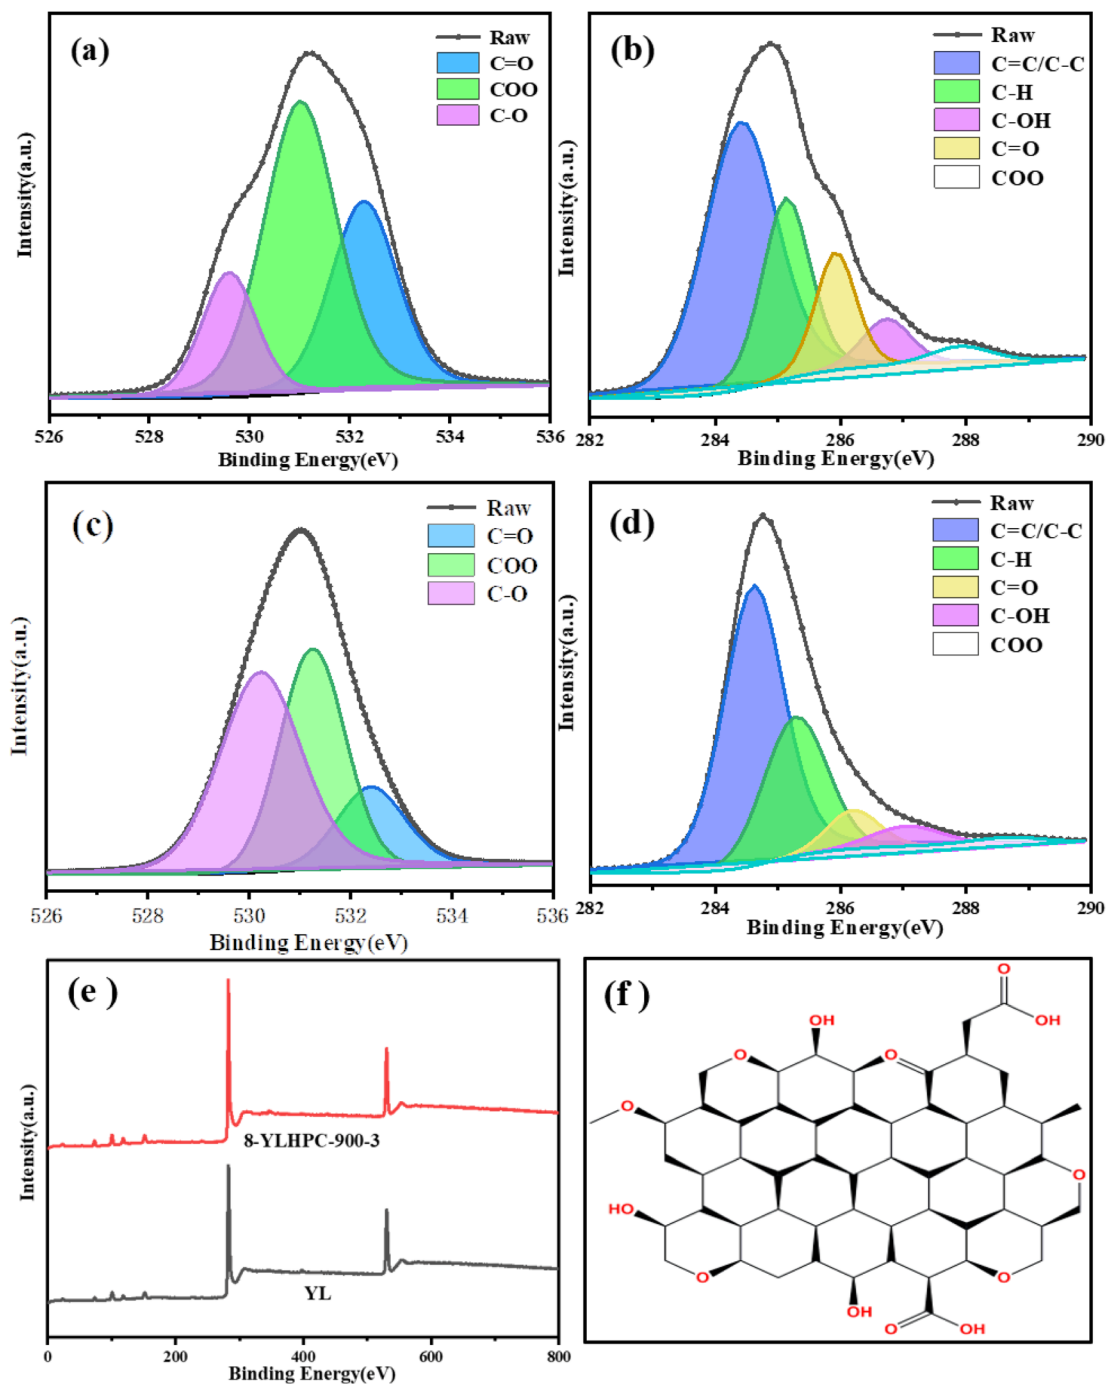 (a)
Raw
C=O
COO
C-O
Intensity(a.u.)
526 528 530 532 534 536
Binding Energy(eV)
(b)
Raw
C=C/C-C
C-H
C-OH
C=O
COO
Intensity(a.u.)
282 284 286 288 290
Binding Energy(eV)
(c)
Raw
C=O
COO
C-O
Intensity(a.u.)
526 528 530 532 534 536
Binding Energy(eV)
(d)
Raw
C=C/C-C
C-H
C=O
C-OH
COO
Intensity(a.u.)
282 284 286 288 290
Binding Energy(eV)
(e )
8-YLHPC-900-3
YL
Intensity(a.u.)
0 200 400 600 800
Binding Energy(eV)
(f )
O
OH
OH
O
O
O
O
HO
O
O
OH
O
OH